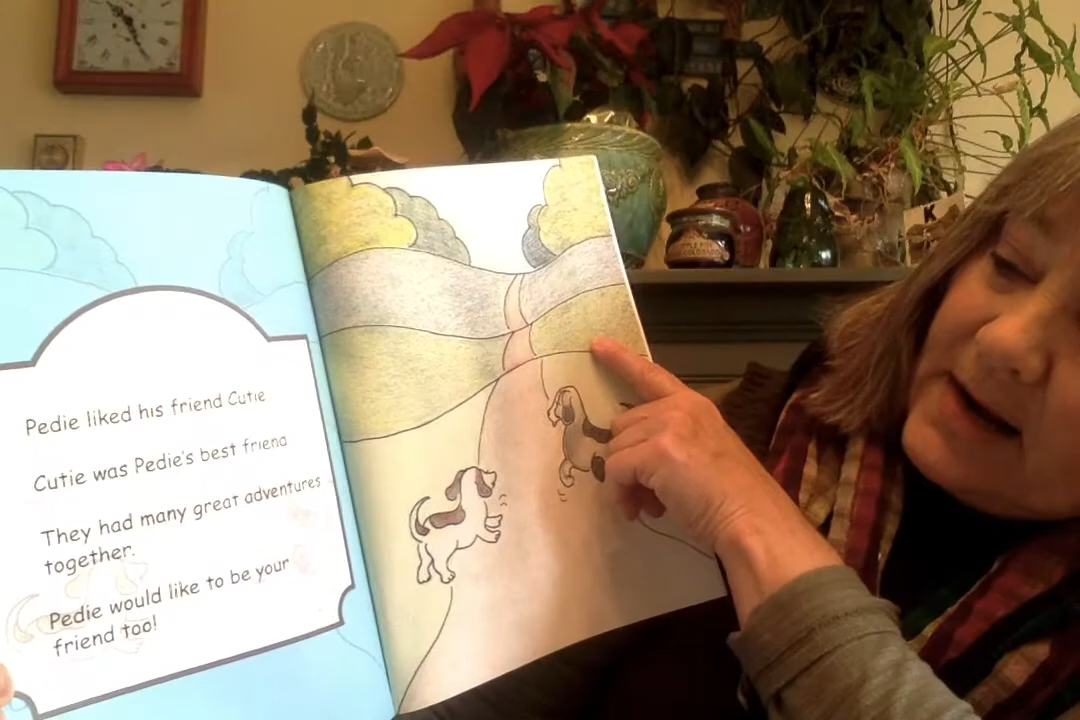 Pedie liked his friend Cutie
Cutie was Pedie's best friend
They had many great adventures
together.
Pedie would like to be your
friend too!
K
COLORADO